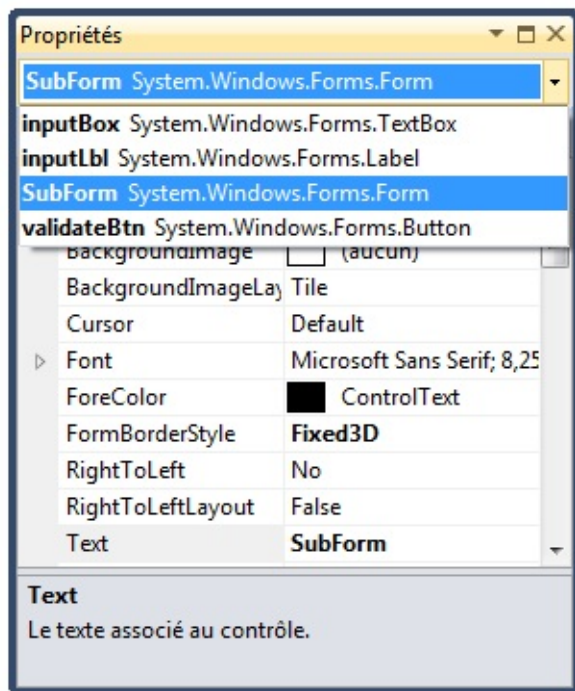 Propriétés
SubForm System.Windows.Forms.Form
inputBox System.Windows.Forms.TextBox
inputLbl System.Windows.Forms.Label
SubForm System.Windows.Forms.Form
validateBtn System.Windows.Forms.Button
BackgroundImage (aucun)
BackgroundImageLay Tile
Cursor Default
Font Microsoft Sans Serif; 8,25
ForeColor ControlText
FormBorderStyle Fixed3D
RightToLeft No
RightToLeftLayout False
Text SubForm
Text
Le texte associé au contrôle.